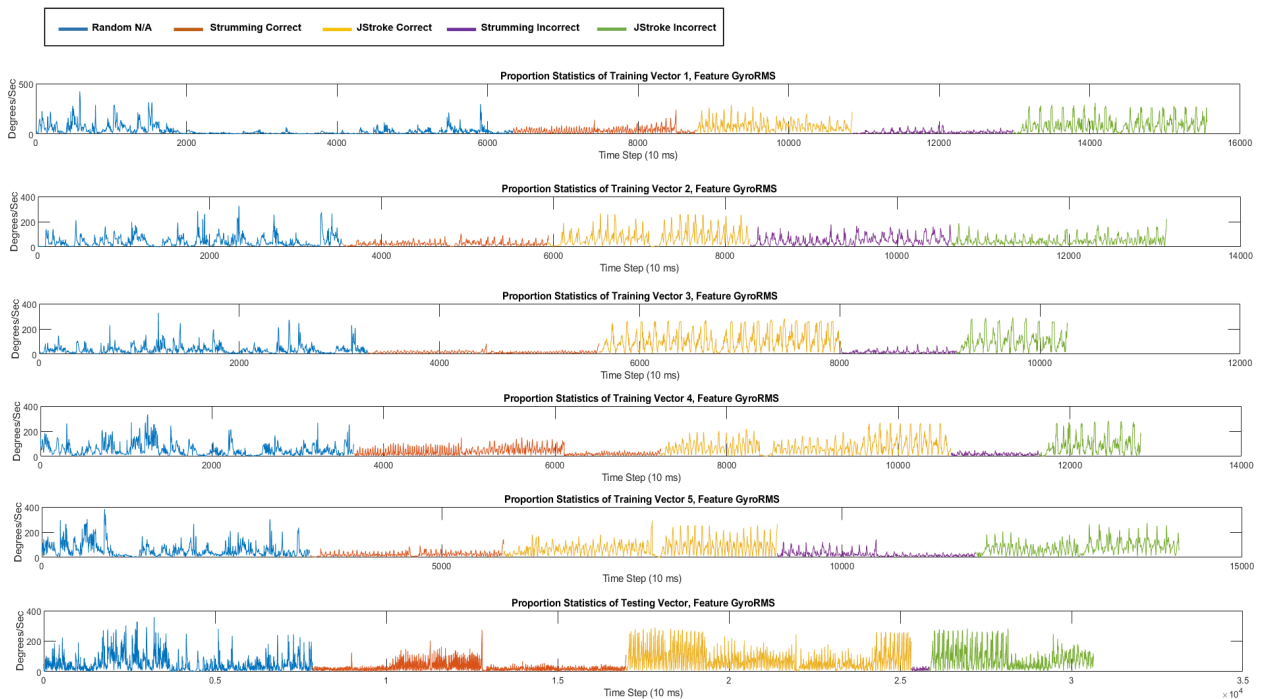 Random N/A Strumming Correct JStroke Correct Strumming Incorrect JStroke Incorrect
Proportion Statistics of Training Vector 1, Feature GyroRMS
Degrees/Sec
500
0
0 2000 4000 6000 8000 10000 12000 14000 16000
Time Step (10 ms)
Proportion Statistics of Training Vector 2, Feature GyroRMS
Degrees/Sec
400
200
0
0 2000 4000 6000 8000 10000 12000 14000
Time Step (10 ms)
Proportion Statistics of Training Vector 3, Feature GyroRMS
Degrees/Sec
400
200
0
0 2000 4000 6000 8000 10000 12000
Time Step (10 ms)
Proportion Statistics of Training Vector 4, Feature GyroRMS
Degrees/Sec
400
200
0
0 2000 4000 6000 8000 10000 12000 14000
Time Step (10 ms)
Proportion Statistics of Training Vector 5, Feature GyroRMS
Degrees/Sec
400
200
0
0 5000 10000 15000
Time Step (10 ms)
Proportion Statistics of Testing Vector, Feature GyroRMS
Degrees/Sec
400
200
0
0 0.5 1 1.5 2 2.5 3 3.5
Time Step (10 ms)
×10⁴